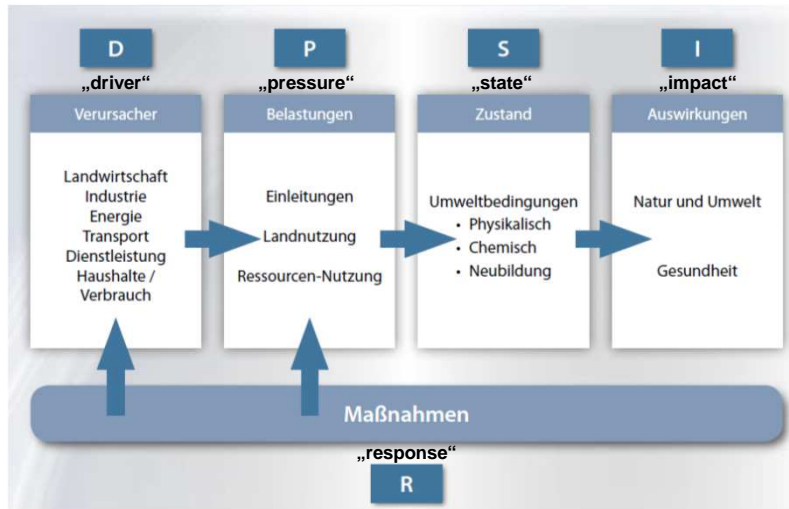 D
„driver“
Verursacher
Landwirtschaft
Industrie
Energie
Transport
Dienstleistung
Haushalte /
Verbrauch
P
„pressure“
Belastungen
Einleitungen
Landnutzung
Ressourcen-Nutzung
S
„state“
Zustand
Umweltbedingungen
• Physikalisch
• Chemisch
• Neubildung
I
„impact“
Auswirkungen
Natur und Umwelt
Gesundheit
Maßnahmen
„response“
R